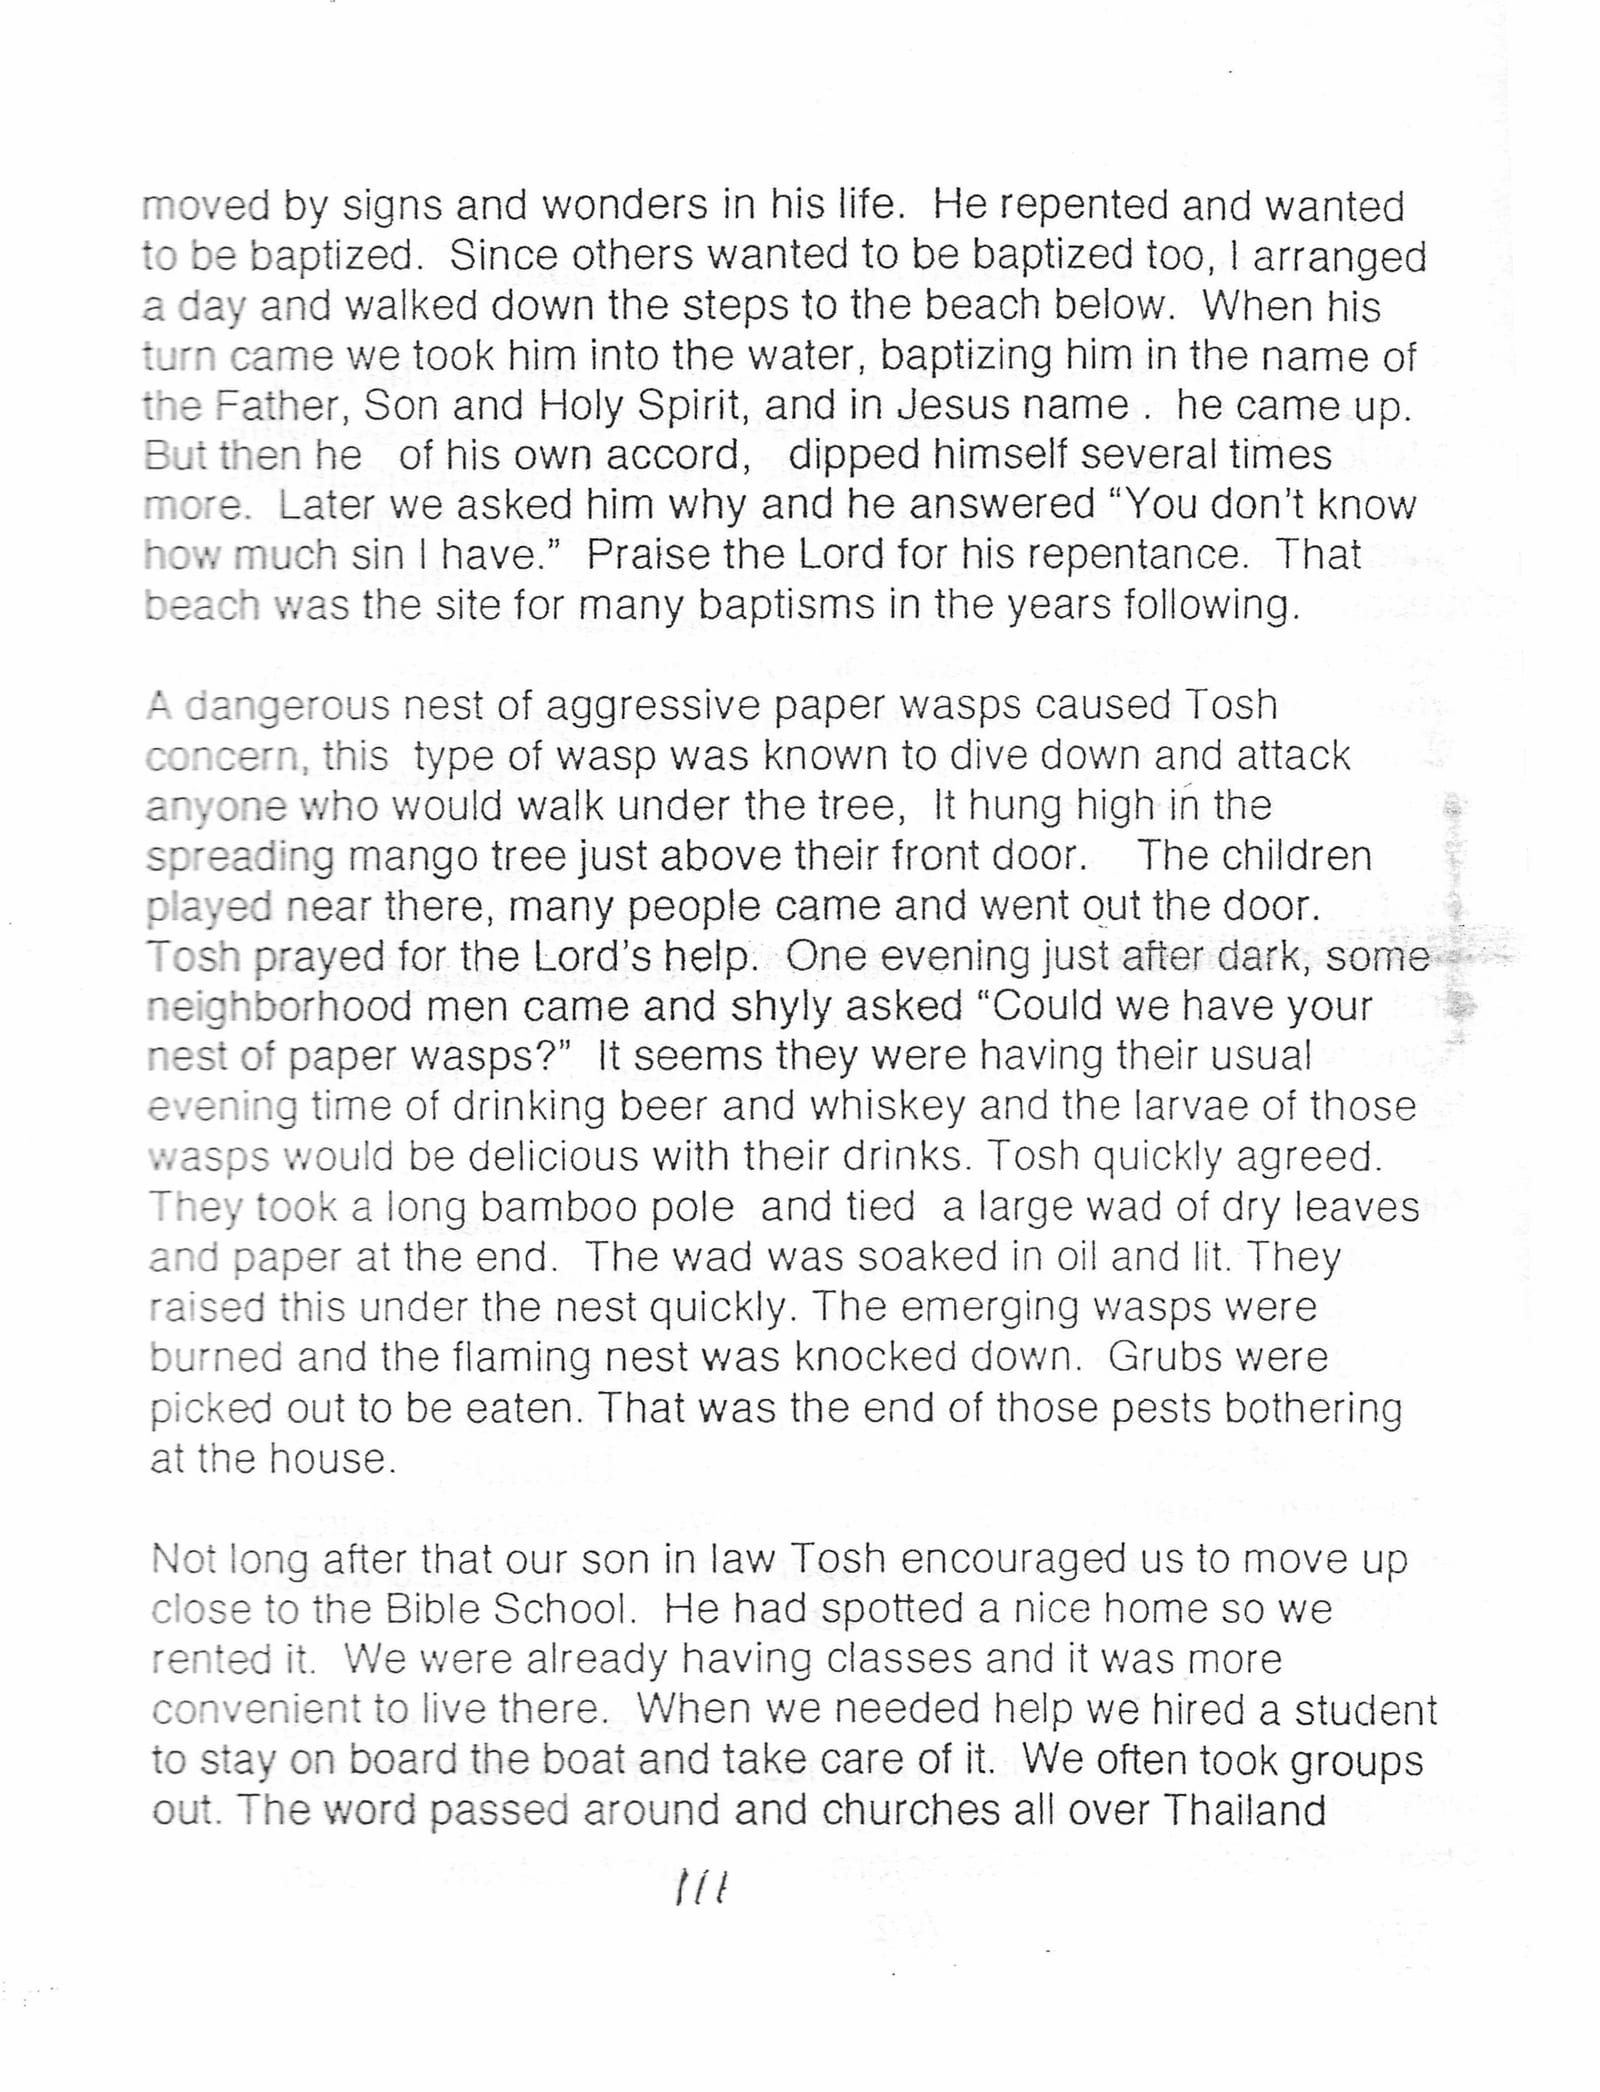 moved by signs and wonders in his life.  He repented and wanted
to be baptized.  Since others wanted to be baptized too, I arranged
a day and walked down the steps to the beach below.  When his
turn came we took him into the water, baptizing him in the name of
the Father, Son and Holy Spirit, and in Jesus name .  he came up.
But then he   of his own accord,   dipped himself several times
more.  Later we asked him why and he answered “You don’t know
how much sin I have.”  Praise the Lord for his repentance.  That
beach was the site for many baptisms in the years following.

A dangerous nest of aggressive paper wasps caused Tosh
concern, this  type of wasp was known to dive down and attack
anyone who would walk under the tree,  It hung high in the
spreading mango tree just above their front door.    The children
played near there, many people came and went out the door.
Tosh prayed for the Lord’s help.  One evening just after dark, some
neighborhood men came and shyly asked “Could we have your
nest of paper wasps?”  It seems they were having their usual
evening time of drinking beer and whiskey and the larvae of those
wasps would be delicious with their drinks. Tosh quickly agreed.
They took a long bamboo pole  and tied  a large wad of dry leaves
and paper at the end.  The wad was soaked in oil and lit. They
raised this under the nest quickly. The emerging wasps were
burned and the flaming nest was knocked down.  Grubs were
picked out to be eaten. That was the end of those pests bothering
at the house.

Not long after that our son in law Tosh encouraged us to move up
close to the Bible School.  He had spotted a nice home so we
rented it.  We were already having classes and it was more
convenient to live there.  When we needed help we hired a student
to stay on board the boat and take care of it.  We often took groups
out. The word passed around and churches all over Thailand
111